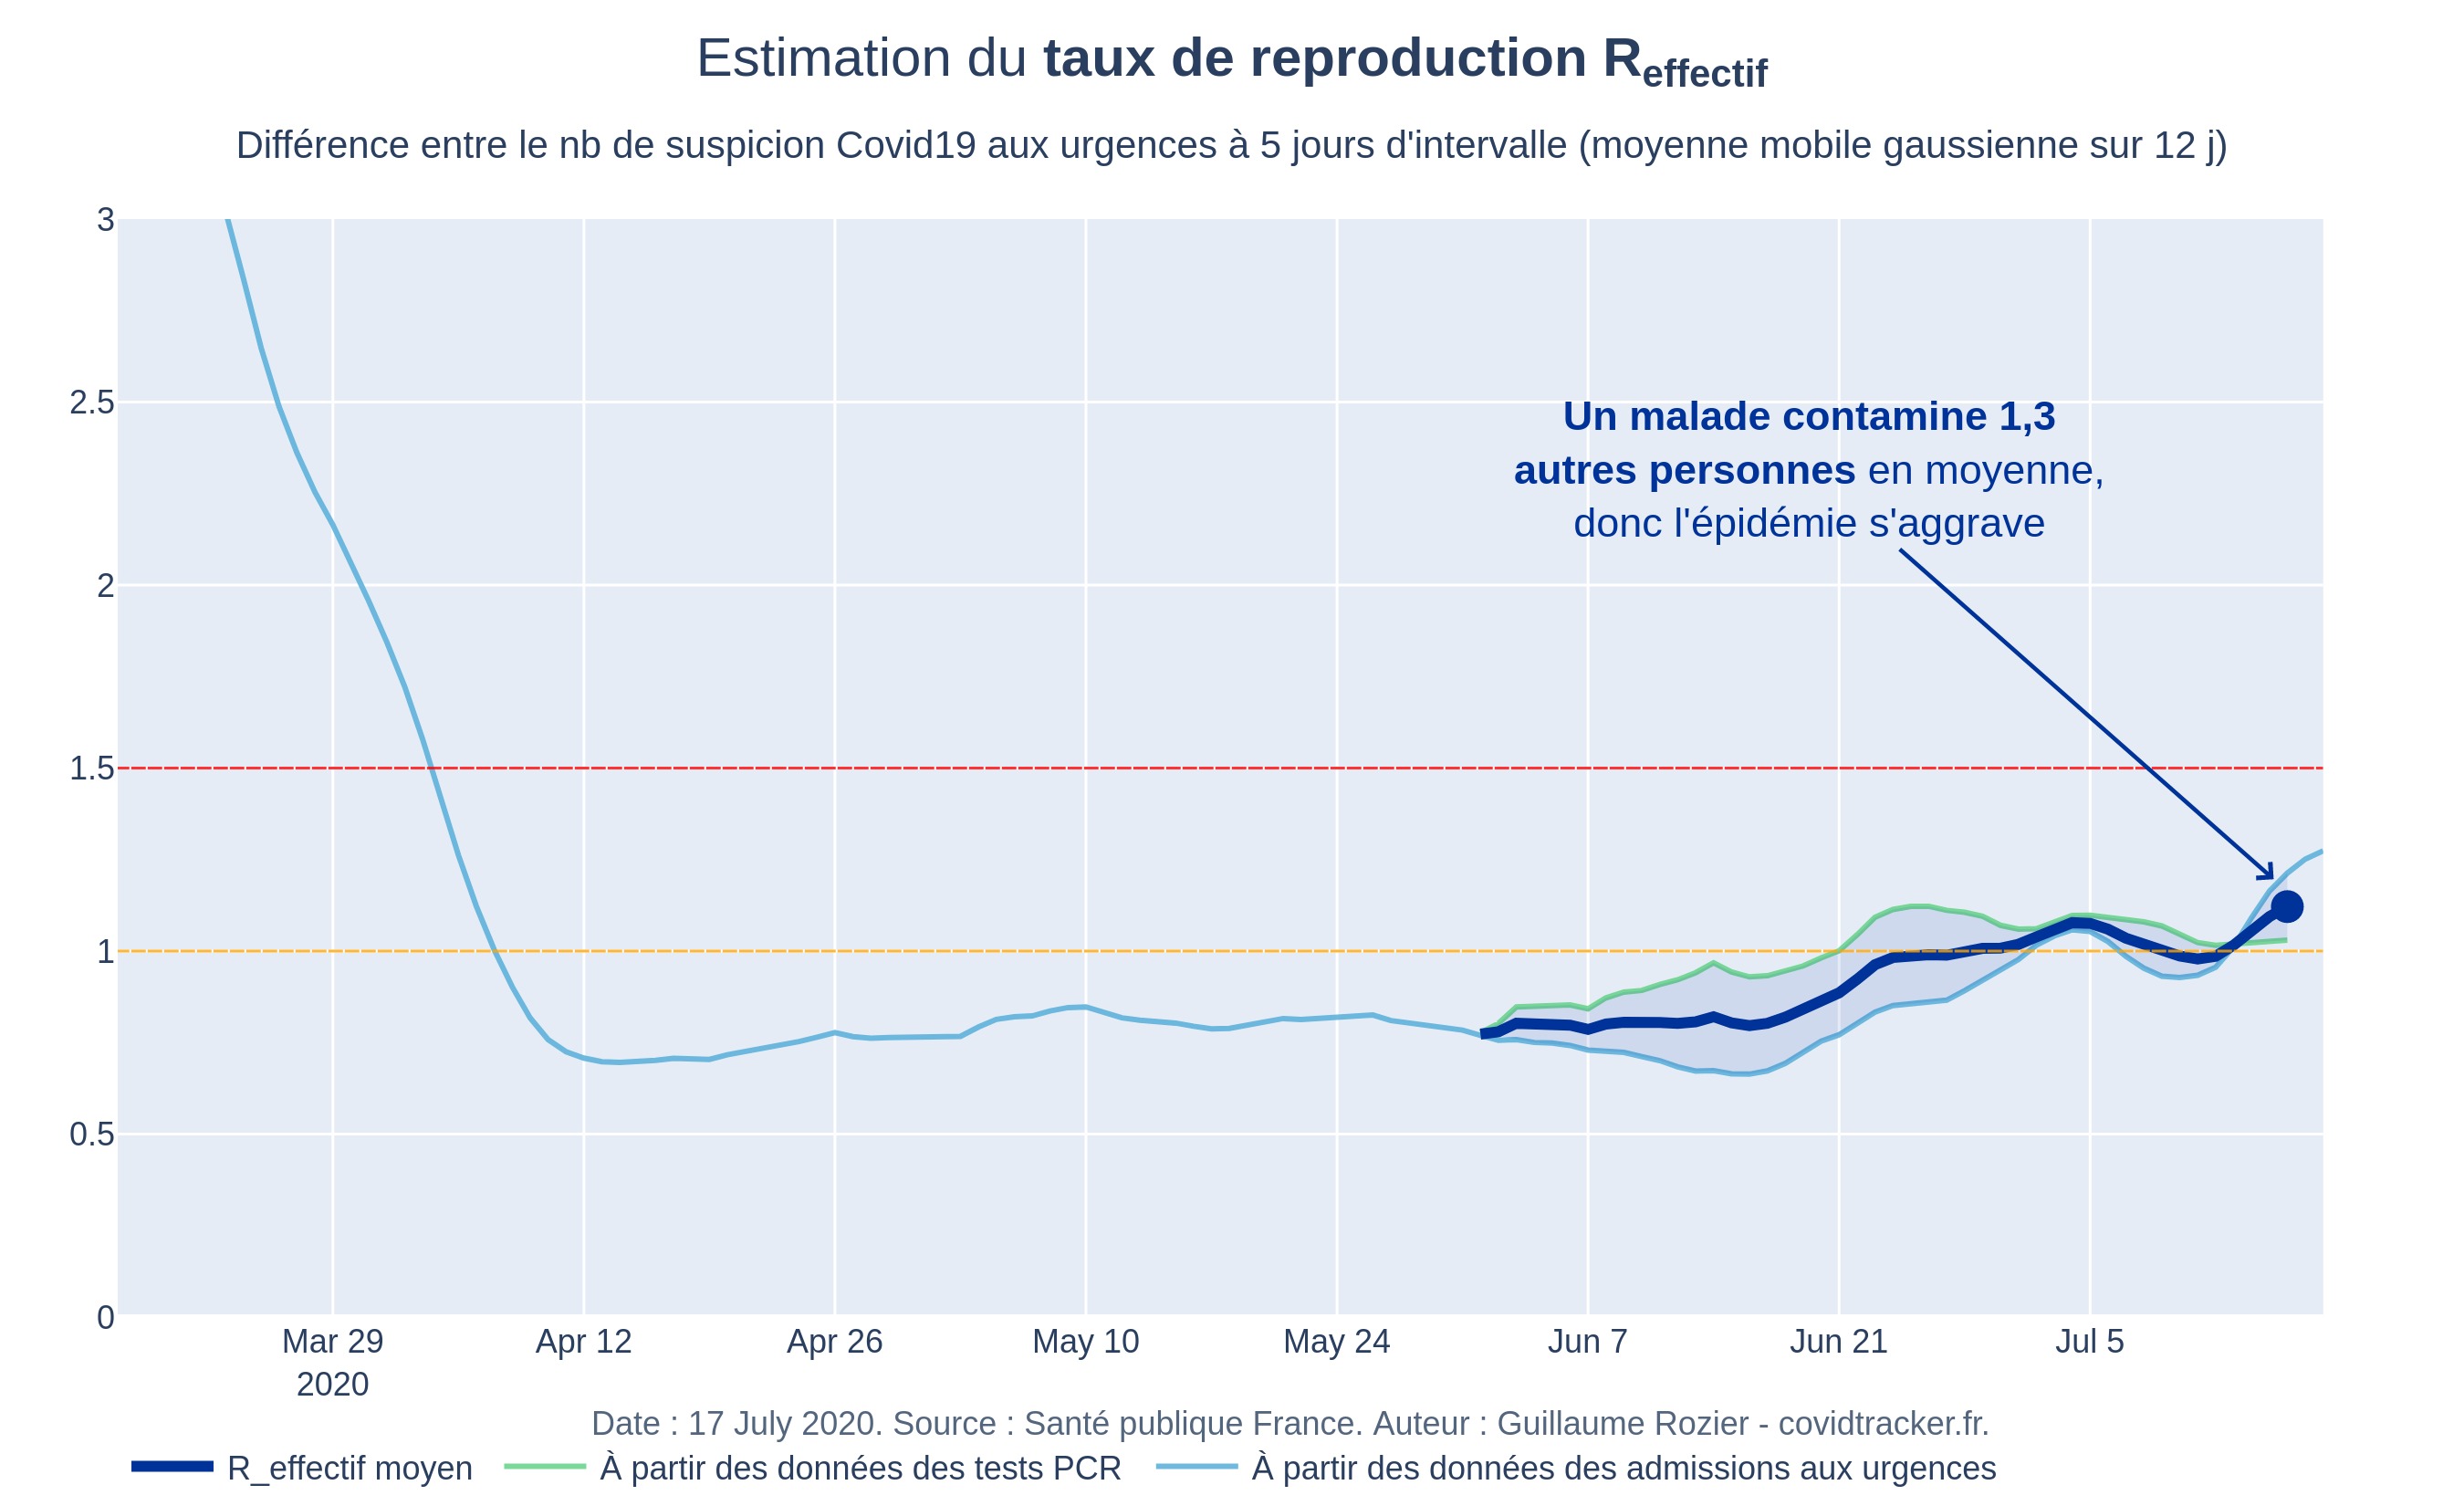 Estimation du taux de reproduction Reffectif
Différence entre le nb de suspicion Covid19 aux urgences à 5 jours d'intervalle (moyenne mobile gaussienne sur 12 j)
3
2.5
2
1.5
1
0.5
0
Un malade contamine 1,3
autres personnes en moyenne,
donc l'épidémie s'aggrave
Mar 29
2020
Apr 12
Apr 26
May 10
May 24
Jun 7
Jun 21
Jul 5
Date : 17 July 2020. Source : Santé publique France. Auteur : Guillaume Rozier - covidtracker.fr.
R_effectif moyen
À partir des données des tests PCR
À partir des données des admissions aux urgences